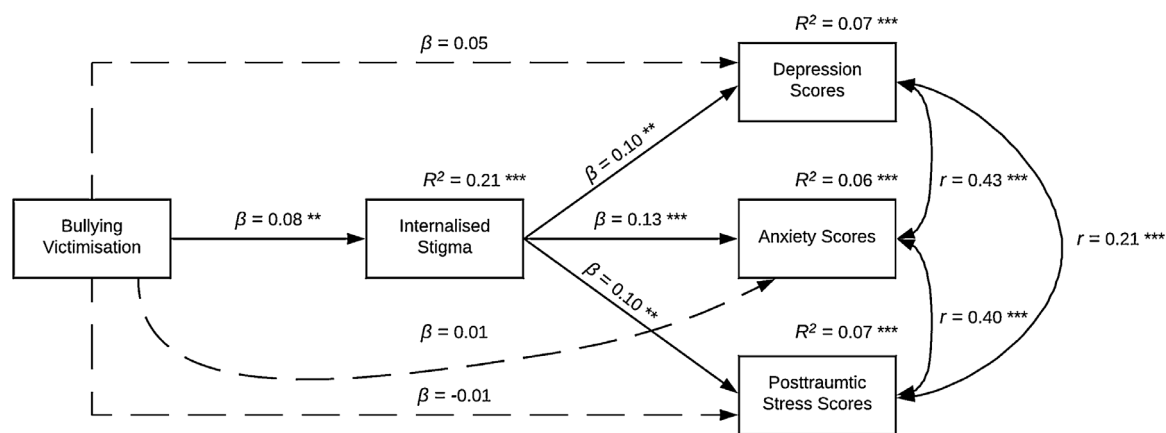 R² = 0.07 ***
β = 0.05
Depression
Scores
β = 0.10 **
R² = 0.21 ***
R² = 0.06 ***
r = 0.43 ***
Bullying
Victimisation
β = 0.08 **
Internalised
Stigma
β = 0.13 ***
Anxiety Scores
r = 0.21 ***
β = 0.10 **
β = 0.01
R² = 0.07 ***
r = 0.40 ***
β = -0.01
Posttraumtic
Stress Scores